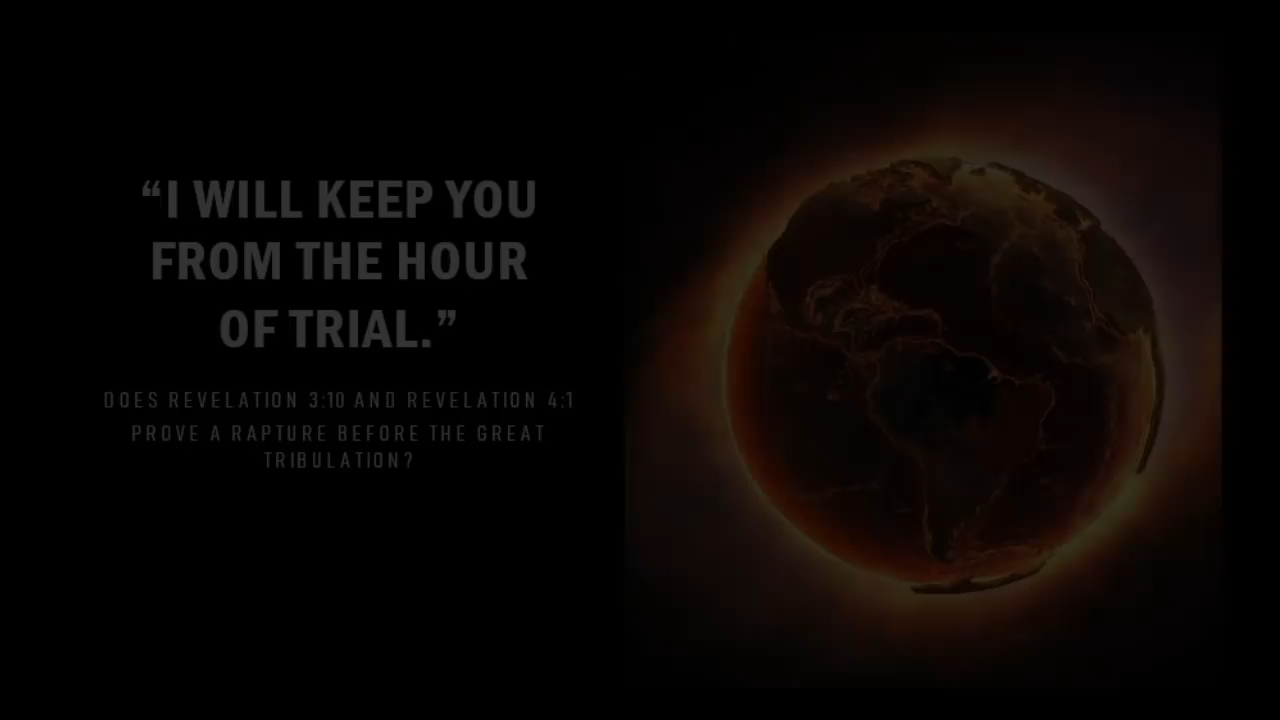 “I WILL KEEP YOU
FROM THE HOUR
OF TRIAL.”
DOES REVELATION 3:10 AND REVELATION 4:1
PROVE A RAPTURE BEFORE THE GREAT
TRIBULATION?